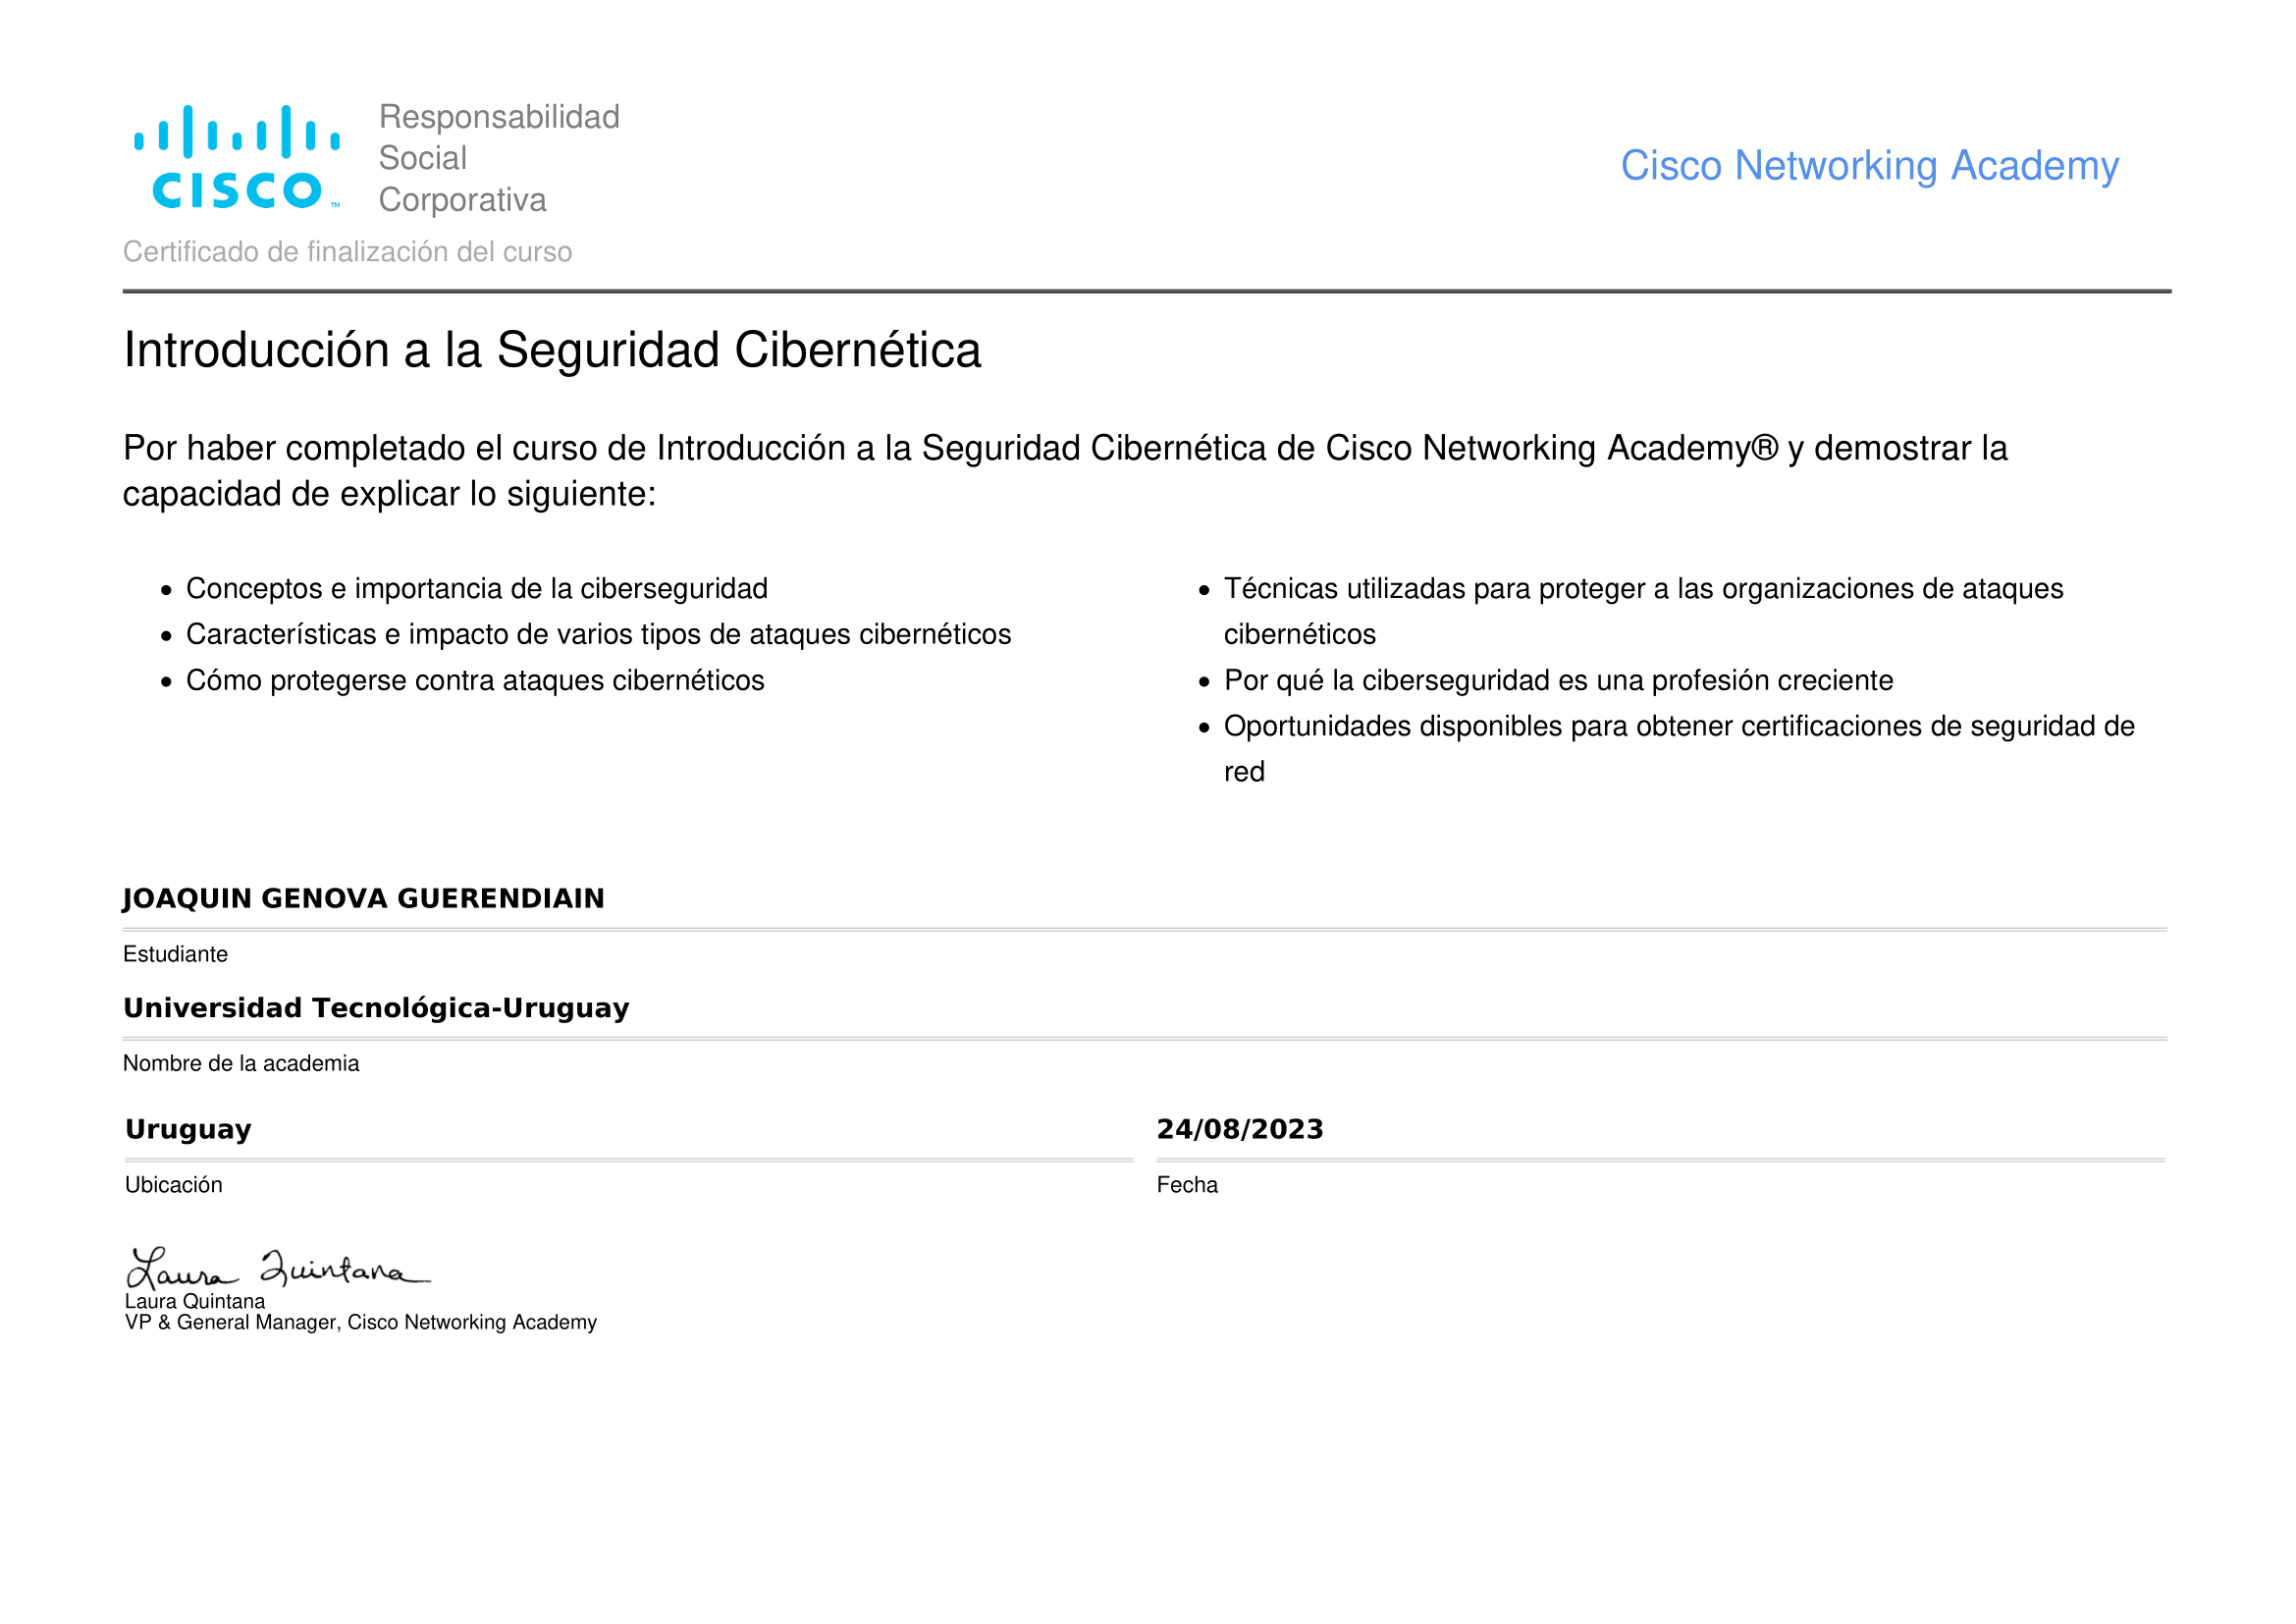 CISCO™
Responsabilidad
Social
Corporativa
Cisco Networking Academy
Certificado de finalización del curso
Introducción a la Seguridad Cibernética
Por haber completado el curso de Introducción a la Seguridad Cibernética de Cisco Networking Academy® y demostrar la
capacidad de explicar lo siguiente:
• Conceptos e importancia de la ciberseguridad
• Características e impacto de varios tipos de ataques cibernéticos
• Cómo protegerse contra ataques cibernéticos
• Técnicas utilizadas para proteger a las organizaciones de ataques
cibernéticos
• Por qué la ciberseguridad es una profesión creciente
• Oportunidades disponibles para obtener certificaciones de seguridad de
red
JOAQUIN GENOVA GUERENDIAIN
Estudiante
Universidad Tecnológica-Uruguay
Nombre de la academia
Uruguay
Ubicación
24/08/2023
Fecha
Laura Quintana
Laura Quintana
VP & General Manager, Cisco Networking Academy